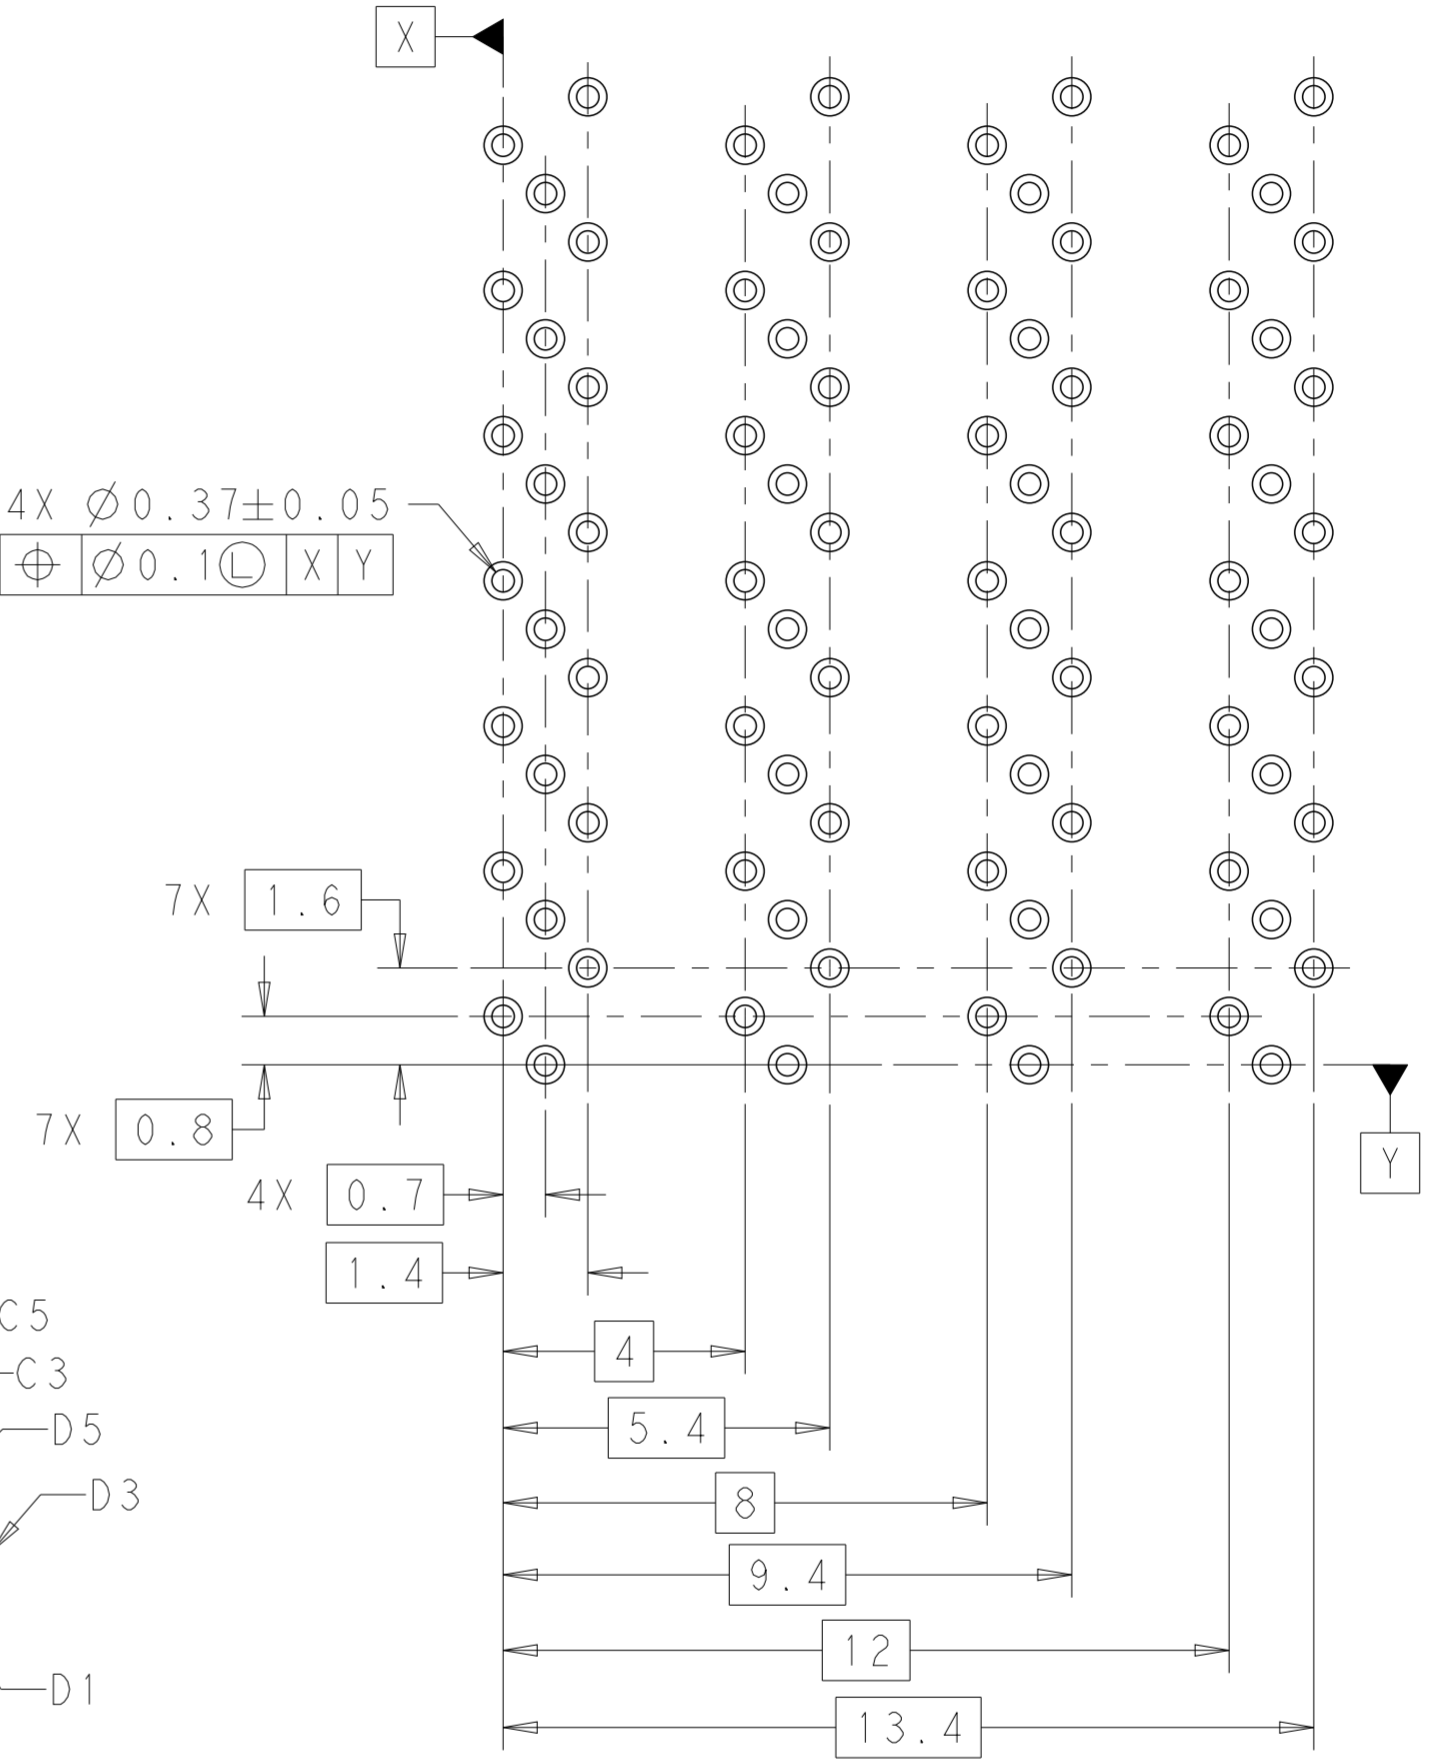 X
4X ⌀0.37±0.05
⌖ ⌀0.1Ⓛ X Y
7X 1.6
7X 0.8
Y
4X 0.7
1.4
C5
C3
4
D5
5.4
D3
8
9.4
12
D1
13.4